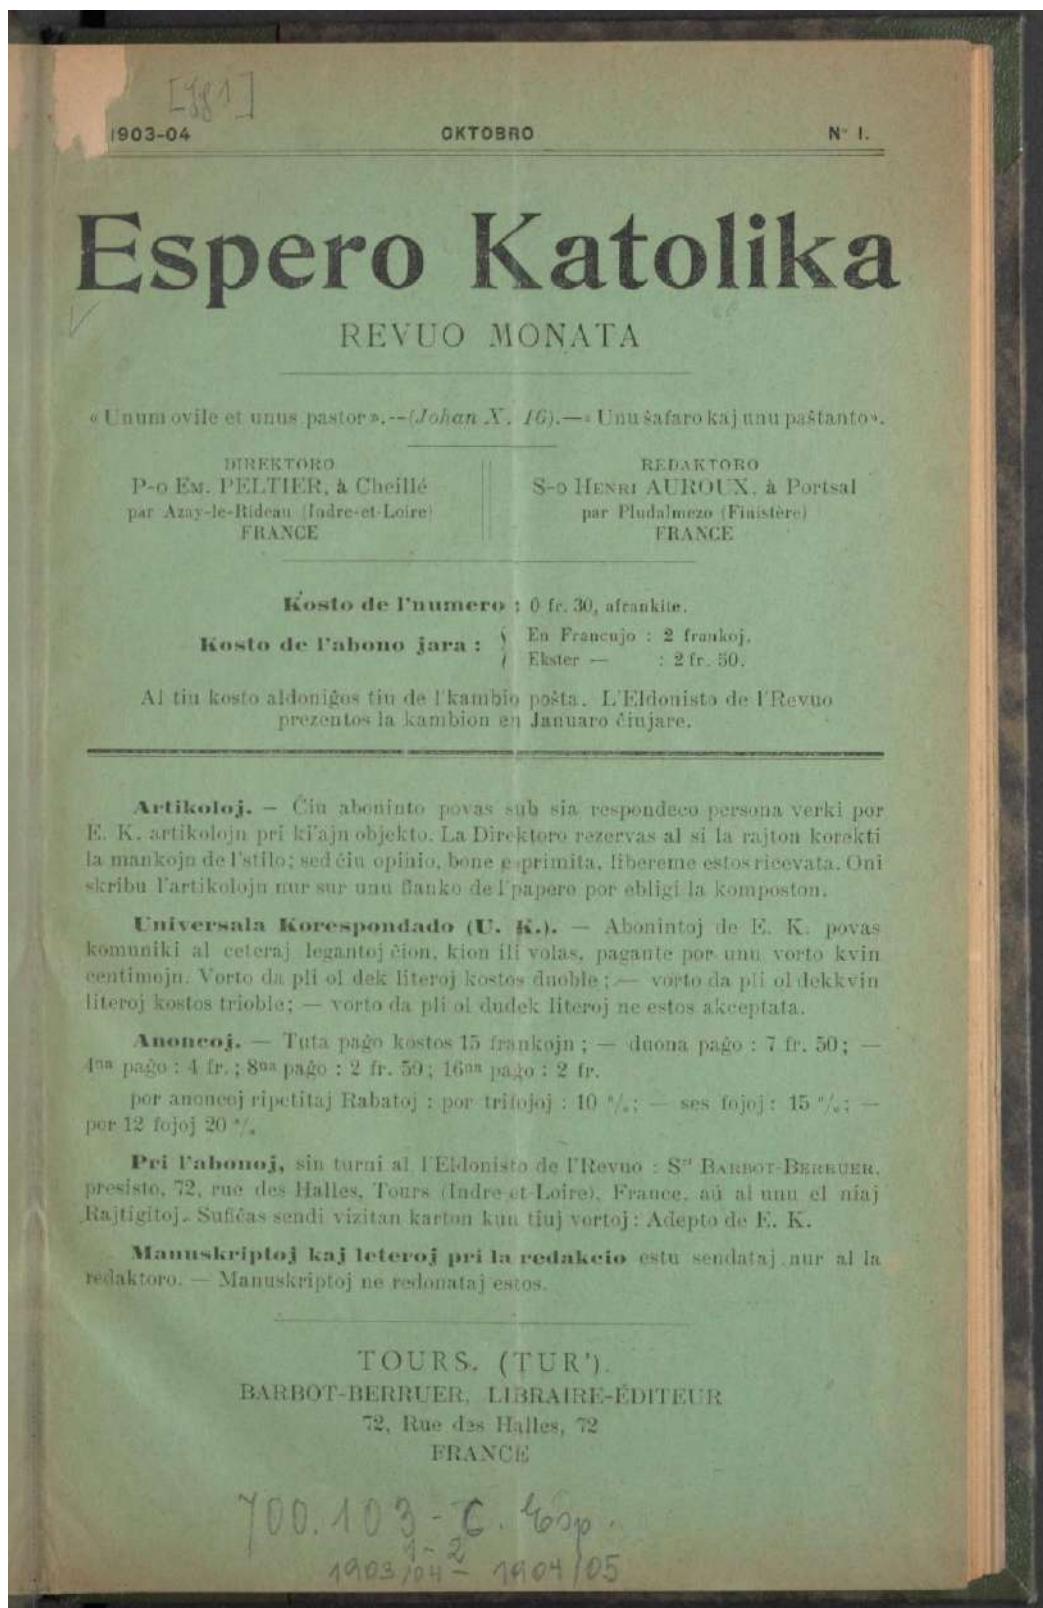 [381]
1903-04 OKTOBRO Nº I.
Espero Katolika
REVUO MONATA
« Unum ovile et unus pastor ».--(Johan X. 16).—« Unu ŝafaro kaj unu paŝtanto».
DIREKTORO
P-o EM. PELTIER, à Cheillé
par Azay-le-Rideau (Indre-et-Loire)
FRANCE
REDAKTORO
S-o HENRI AUROUX, à Portsal
par Pludalmezo (Finistère)
FRANCE
Kosto de l'numero : 0 fr. 30, afrankite.
Kosto de l'abono jara :
En Francujo : 2 frankoj.
Ekster — : 2 fr. 50.
Al tiu kosto aldoniĝos tiu de l'kambio poŝta. L'Eldonisto de l'Revuo
prezentos la kambion en Januaro ĉiujare.
Artikoloj. — Ĉiu aboninto povas sub sia respondeco persona verki por
E. K. artikolojn pri ki'ajn objekto. La Direktoro rezervas al si la rajton korekti
la mankojn de l'stilo; sed ĉiu opinio, bone e primita, libereme estos ricevata. Oni
skribu l'artikolojn nur sur unu flanko de l'papero por ebligi la komposton.
Universala Korespondado (U. K.). — Abonintoj de E. K. povas
komuniki al ceteraj legantoj ĉion, kion ili volas, pagante por unu vorto kvin
centimojn. Vorto da pli ol dek literoj kostos duoble ; — vorto da pli ol dekkvin
literoj kostos trioble; — vorto da pli ol dudek literoj ne estos akceptata.
Anoncoj. — Tuta paĝo kostos 15 frankojn ; — duona paĝo : 7 fr. 50; —
4na paĝo : 4 fr. ; 8na paĝo : 2 fr. 50; 16na paĝo : 2 fr.
por anoncoj ripetitaj Rabatoj : por trifojoj : 10 %; — ses fojoj : 15 %; —
por 12 fojoj 20 %
Pri l'abonoj, sin turni al l'Eldonisto de l'Revuo : Sro BARBOT-BERRUER,
presisto, 72, rue des Halles, Tours (Indre-et-Loire), France, aŭ al unu el niaj
Rajtigitoj. Sufiĉas sendi vizitan karton kun tiuj vortoj : Adepto de E. K.
Manuskriptoj kaj leteroj pri la redakcio estu sendataj nur al la
redaktoro. — Manuskriptoj ne redonataj estos.
TOURS. (TUR').
BARBOT-BERRUER, LIBRAIRE-ÉDITEUR
72, Rue des Halles, 72
FRANCE
700.103-C. Esp.
1-2
1903/04 - 1904/05